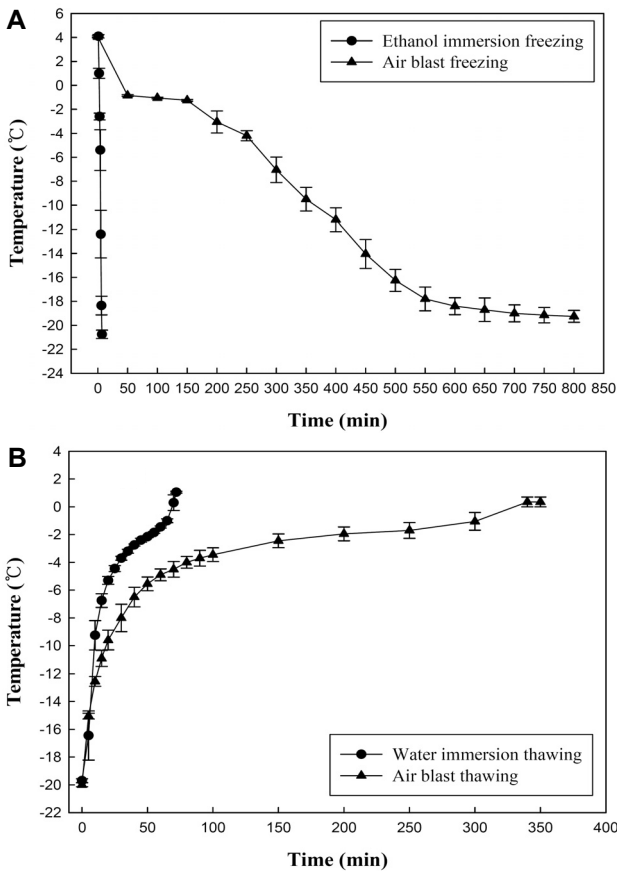 A
6
4
2
0
-2
-4
-6
-8
-10
-12
-14
-16
-18
-20
-22
-24
Temperature (℃)
Ethanol immersion freezing
Air blast freezing
0 50 100 150 200 250 300 350 400 450 500 550 600 650 700 750 800 850
Time (min)
B
4
2
0
-2
-4
-6
-8
-10
-12
-14
-16
-18
-20
-22
Temperature (℃)
Water immersion thawing
Air blast thawing
0 50 100 150 200 250 300 350 400
Time (min)